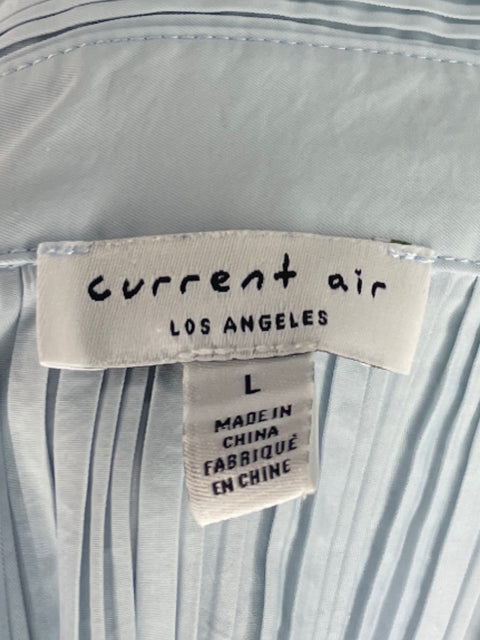 current air
LOS ANGELES
L
MADE IN
CHINA
FABRIQUÉ
EN CHINE